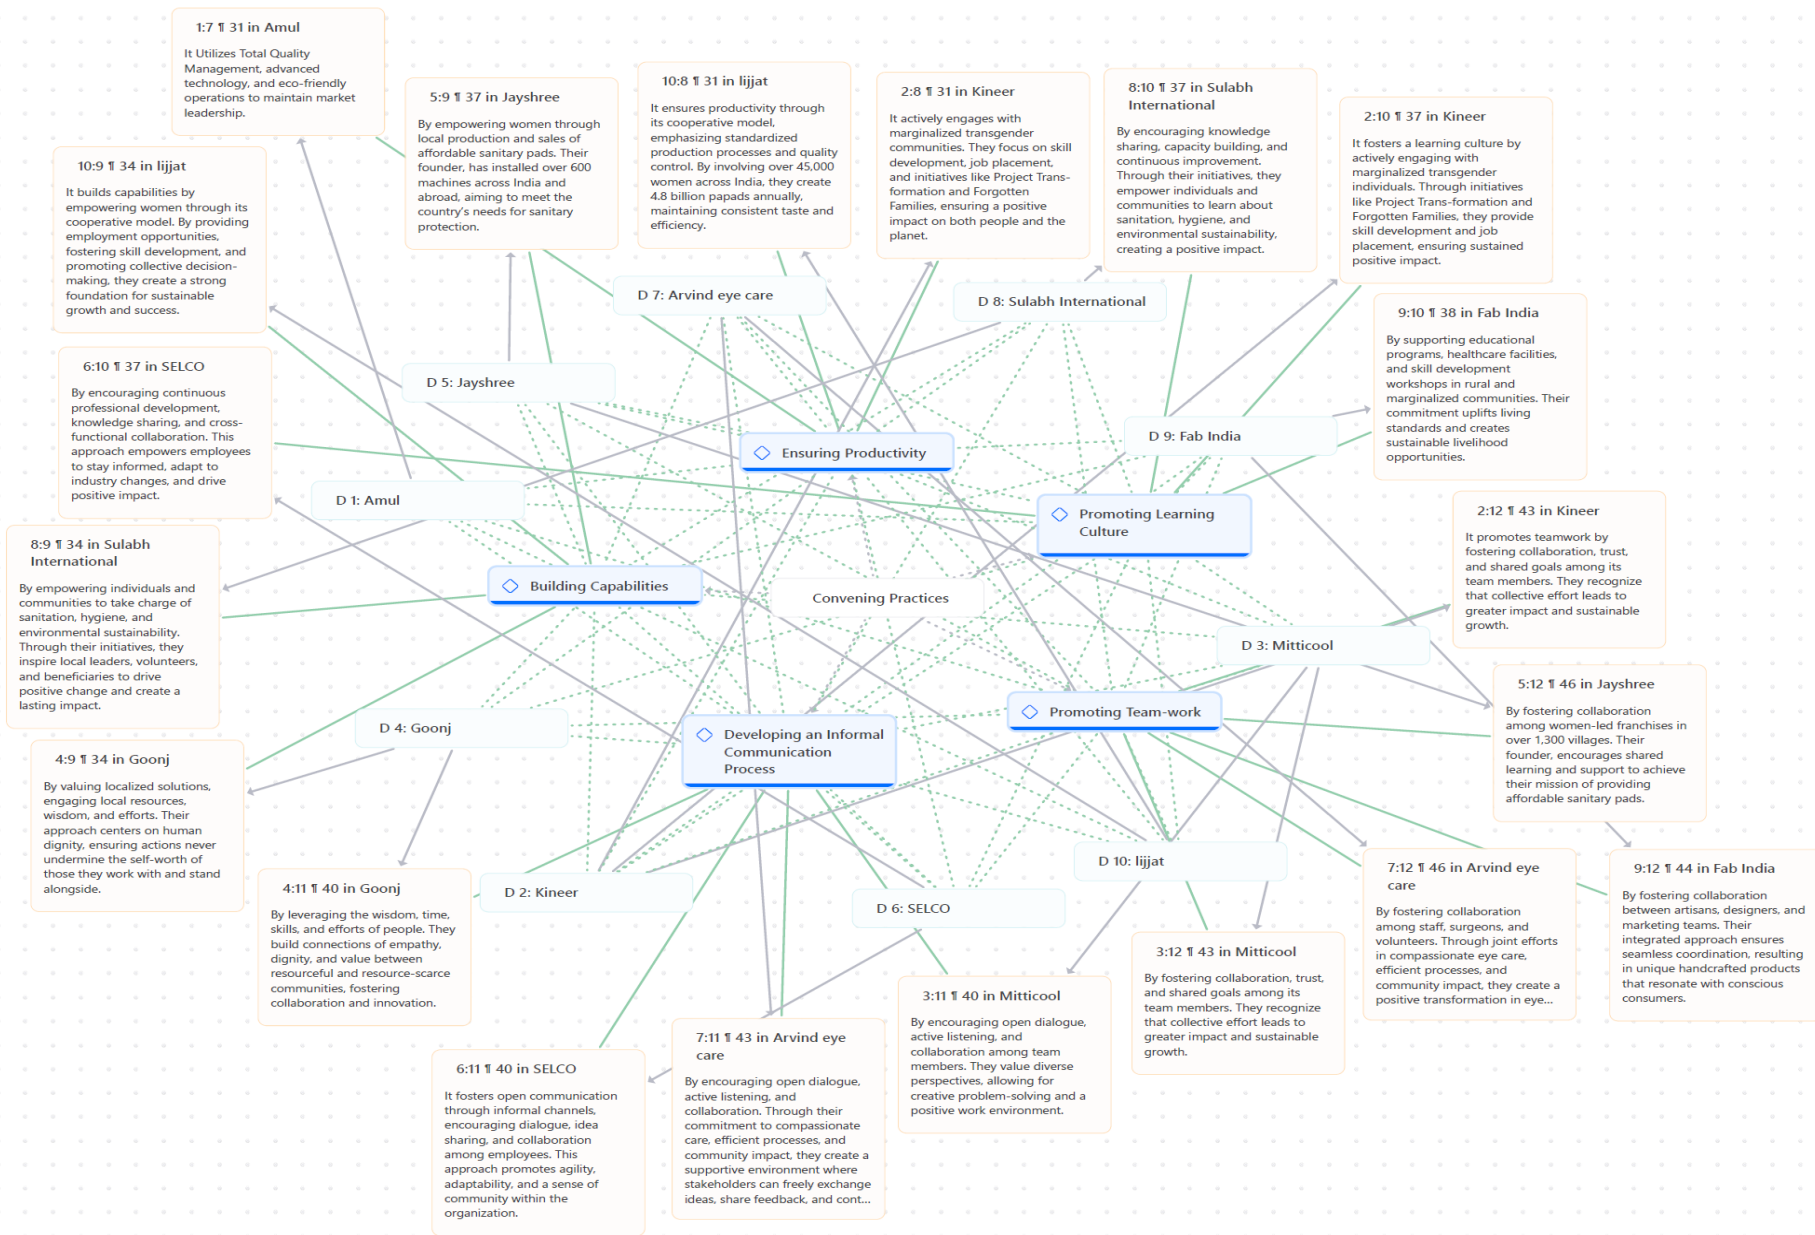 1:7 ¶ 31 in Amul
It Utilizes Total Quality
Management, advanced
technology, and eco-friendly
operations to maintain market
leadership.
5:9 ¶ 37 in Jayshree
By empowering women through
local production and sales of
affordable sanitary pads. Their
founder, has installed over 600
machines across India and
abroad, aiming to meet the
country's needs for sanitary
protection.
10:8 ¶ 31 in lijjat
It ensures productivity through
its cooperative model,
emphasizing standardized
production processes and quality
control. By involving over 45,000
women across India, they create
4.8 billion papads annually,
maintaining consistent taste and
efficiency.
2:8 ¶ 31 in Kineer
It actively engages with
marginalized transgender
communities. They focus on skill
development, job placement,
and initiatives like Project Trans-
formation and Forgotten
Families, ensuring a positive
impact on both people and the
planet.
8:10 ¶ 37 in Sulabh
International
By encouraging knowledge
sharing, capacity building, and
continuous improvement.
Through their initiatives, they
empower individuals and
communities to learn about
sanitation, hygiene, and
environmental sustainability,
creating a positive impact.
2:10 ¶ 37 in Kineer
It fosters a learning culture by
actively engaging with
marginalized transgender
individuals. Through initiatives
like Project Trans-formation and
Forgotten Families, they provide
skill development and job
placement, ensuring sustained
positive impact.
10:9 ¶ 34 in lijjat
It builds capabilities by
empowering women through its
cooperative model. By providing
employment opportunities,
fostering skill development, and
promoting collective decision-
making, they create a strong
foundation for sustainable
growth and success.
D 7: Arvind eye care
D 8: Sulabh International
9:10 ¶ 38 in Fab India
By supporting educational
programs, healthcare facilities,
and skill development
workshops in rural and
marginalized communities. Their
commitment uplifts living
standards and creates
sustainable livelihood
opportunities.
6:10 ¶ 37 in SELCO
By encouraging continuous
professional development,
knowledge sharing, and cross-
functional collaboration. This
approach empowers employees
to stay informed, adapt to
industry changes, and drive
positive impact.
D 5: Jayshree
D 9: Fab India
Ensuring Productivity
D 1: Amul
Promoting Learning
Culture
2:12 ¶ 43 in Kineer
It promotes teamwork by
fostering collaboration, trust,
and shared goals among its
team members. They recognize
that collective effort leads to
greater impact and sustainable
growth.
8:9 ¶ 34 in Sulabh
International
By empowering individuals and
communities to take charge of
sanitation, hygiene, and
environmental sustainability.
Through their initiatives, they
inspire local leaders, volunteers,
and beneficiaries to drive
positive change and create a
lasting impact.
Building Capabilities
Convening Practices
D 3: Mitticool
5:12 ¶ 46 in Jayshree
By fostering collaboration
among women-led franchises in
over 1,300 villages. Their
founder, encourages shared
learning and support to achieve
their mission of providing
affordable sanitary pads.
D 4: Goonj
Developing an Informal
Communication
Process
Promoting Team-work
4:9 ¶ 34 in Goonj
By valuing localized solutions,
engaging local resources,
wisdom, and efforts. Their
approach centers on human
dignity, ensuring actions never
undermine the self-worth of
those they work with and stand
alongside.
4:11 ¶ 40 in Goonj
By leveraging the wisdom, time,
skills, and efforts of people. They
build connections of empathy,
dignity, and value between
resourceful and resource-scarce
communities, fostering
collaboration and innovation.
D 2: Kineer
D 6: SELCO
D 10: lijjat
7:12 ¶ 46 in Arvind eye
care
By fostering collaboration
among staff, surgeons, and
volunteers. Through joint efforts
in compassionate eye care,
efficient processes, and
community impact, they create a
positive transformation in eye...
9:12 ¶ 44 in Fab India
By fostering collaboration
between artisans, designers, and
marketing teams. Their
integrated approach ensures
seamless coordination, resulting
in unique handcrafted products
that resonate with conscious
consumers.
3:12 ¶ 43 in Mitticool
By fostering collaboration, trust,
and shared goals among its
team members. They recognize
that collective effort leads to
greater impact and sustainable
growth.
3:11 ¶ 40 in Mitticool
By encouraging open dialogue,
active listening, and
collaboration among team
members. They value diverse
perspectives, allowing for
creative problem-solving and a
positive work environment.
7:11 ¶ 43 in Arvind eye
care
By encouraging open dialogue,
active listening, and
collaboration. Through their
commitment to compassionate
care, efficient processes, and
community impact, they create a
supportive environment where
stakeholders can freely exchange
ideas, share feedback, and cont...
6:11 ¶ 40 in SELCO
It fosters open communication
through informal channels,
encouraging dialogue, idea
sharing, and collaboration
among employees. This
approach promotes agility,
adaptability, and a sense of
community within the
organization.